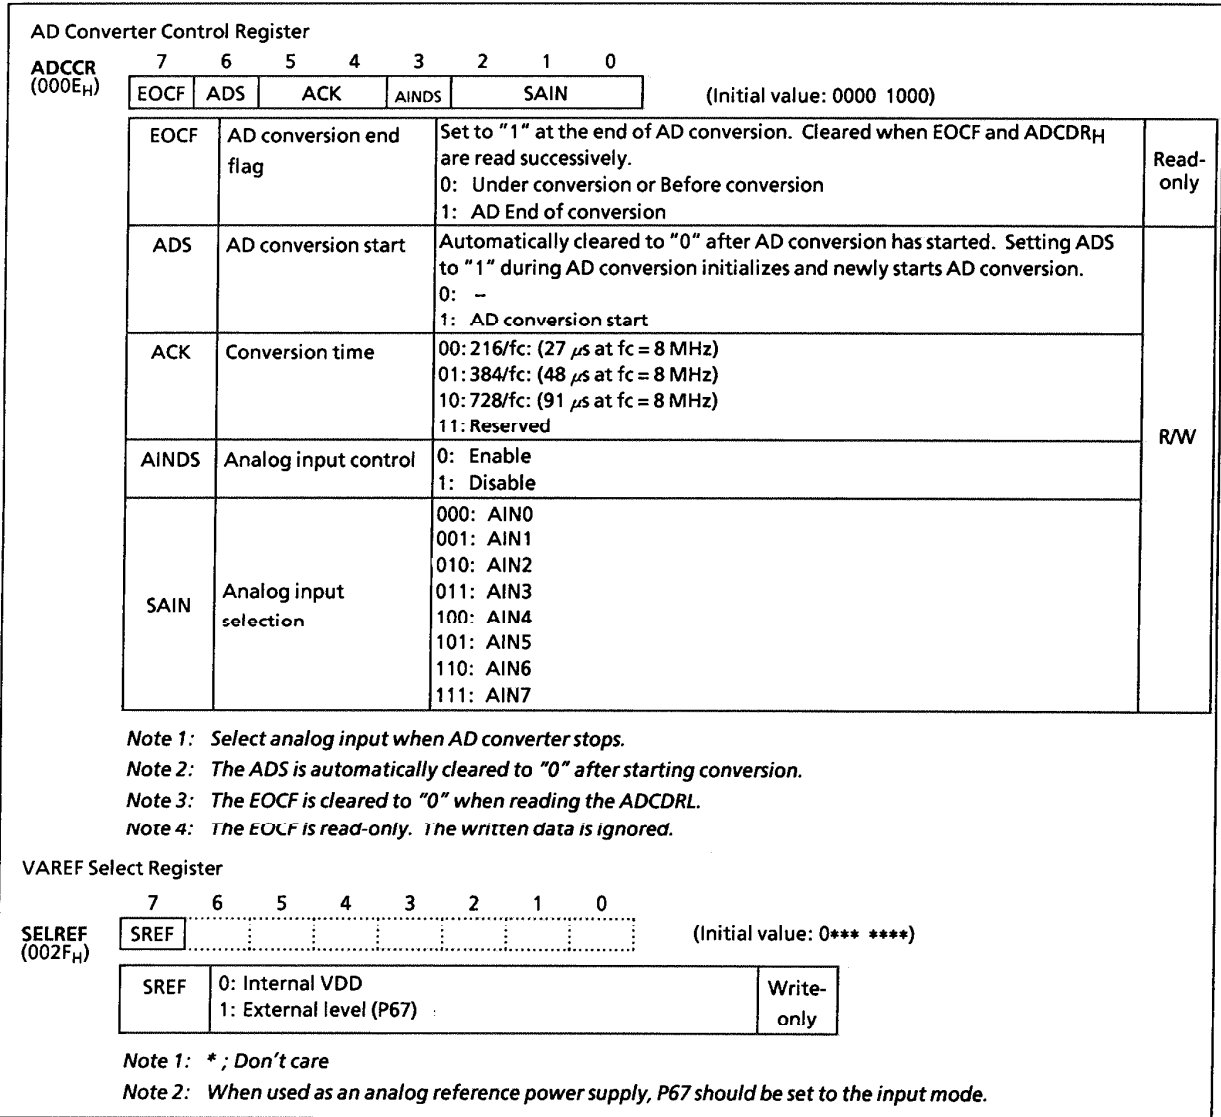 AD Converter Control Register
7 6 5 4 3 2 1 0
ADCCR
(000EH)
EOCF ADS ACK AINDS SAIN (Initial value: 0000 1000)
EOCF AD conversion end flag
Set to "1" at the end of AD conversion. Cleared when EOCF and ADCDRH
are read successively.
0: Under conversion or Before conversion
1: AD End of conversion
Read-
only
ADS AD conversion start
Automatically cleared to "0" after AD conversion has started. Setting ADS
to "1" during AD conversion initializes and newly starts AD conversion.
0: –
1: AD conversion start
R/W
ACK Conversion time
00: 216/fc: (27 μs at fc = 8 MHz)
01: 384/fc: (48 μs at fc = 8 MHz)
10: 728/fc: (91 μs at fc = 8 MHz)
11: Reserved
AINDS Analog input control
0: Enable
1: Disable
SAIN Analog input
selection
000: AIN0
001: AIN1
010: AIN2
011: AIN3
100: AIN4
101: AIN5
110: AIN6
111: AIN7
Note 1: Select analog input when AD converter stops.
Note 2: The ADS is automatically cleared to "0" after starting conversion.
Note 3: The EOCF is cleared to "0" when reading the ADCDRL.
Note 4: The EOCF is read-only. The written data is ignored.
VAREF Select Register
7 6 5 4 3 2 1 0
SELREF
(002FH)
SREF (Initial value: 0*** ****)
SREF
0: Internal VDD
1: External level (P67)
Write-
only
Note 1: * ; Don't care
Note 2: When used as an analog reference power supply, P67 should be set to the input mode.